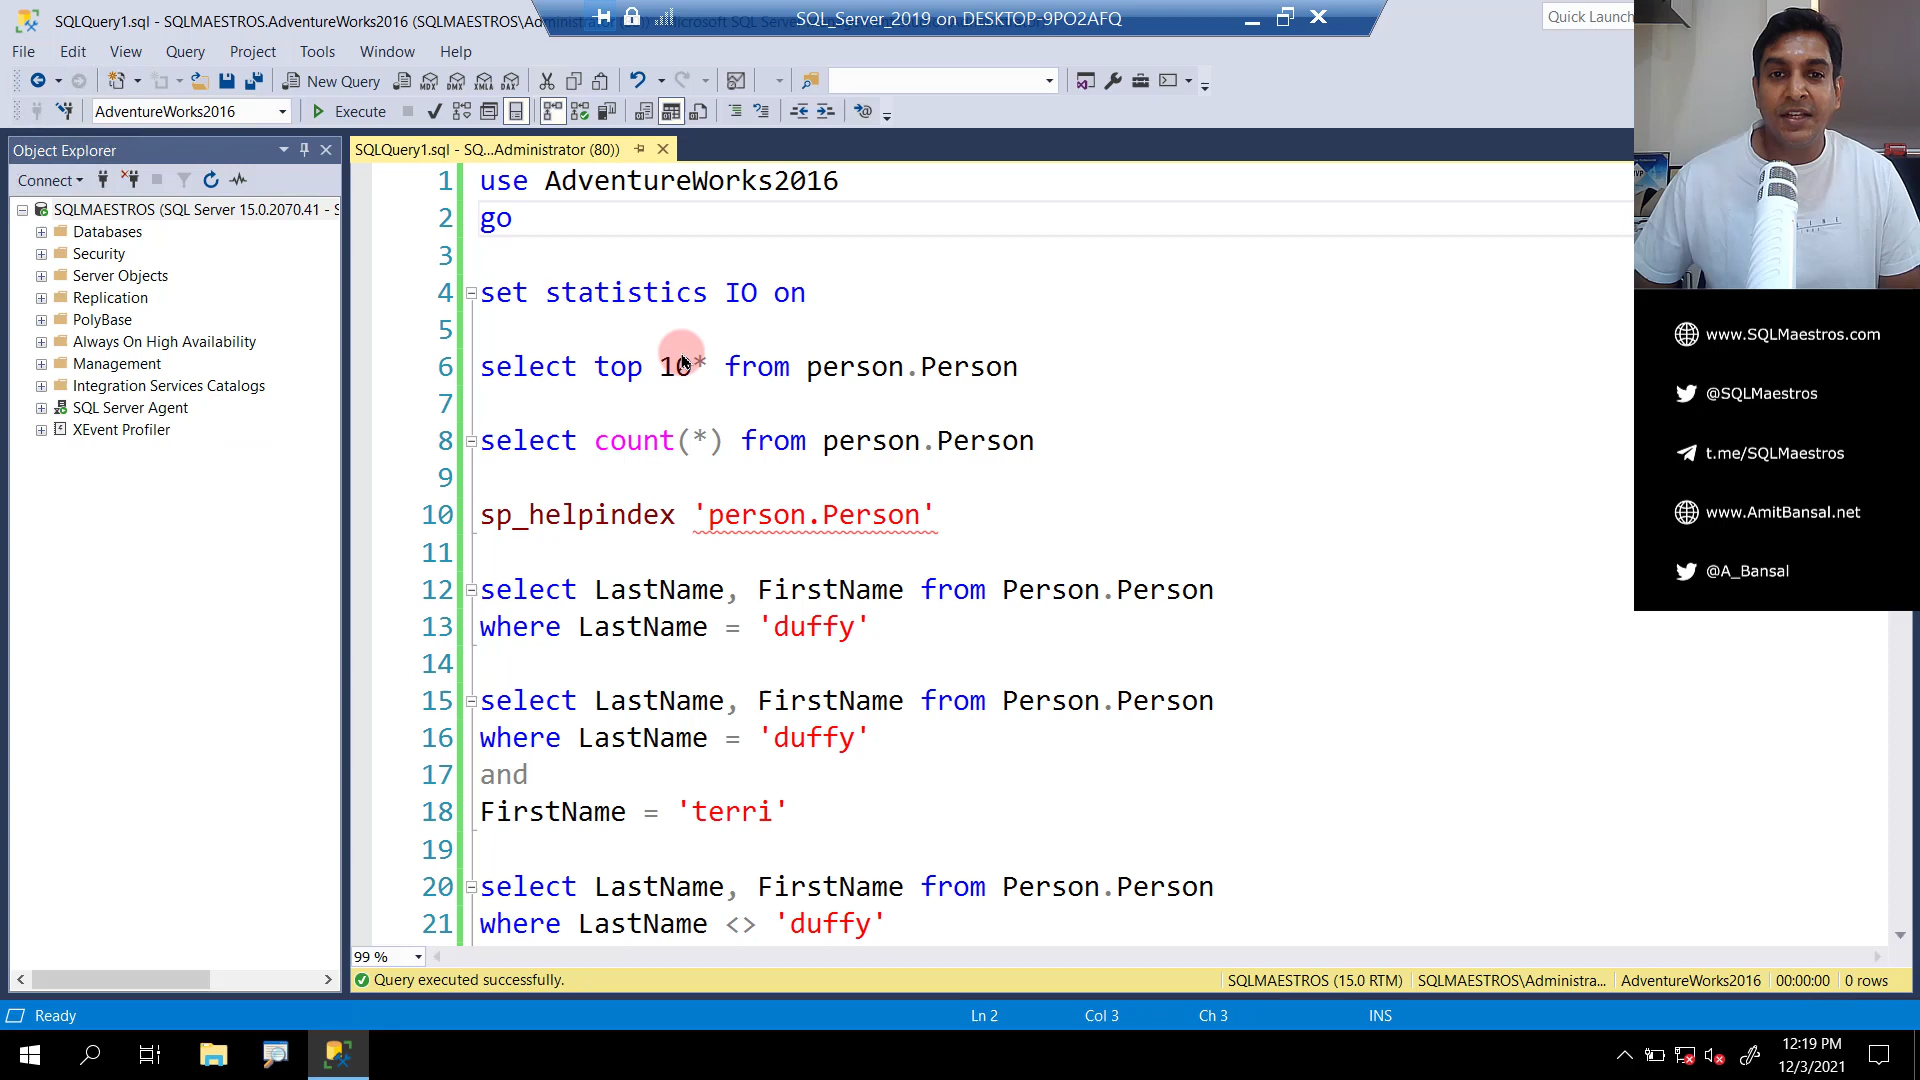 SQLQuery1.sql - SQLMAESTROS.AdventureWorks2016 (SQLMAESTROS\Administrator
SQL_Server_2019 on DESKTOP-9PO2AFQ
Quick Launch
File Edit View Query Project Tools Window Help
New Query
MDX DMX XMLA DAX
AdventureWorks2016
Execute
Object Explorer
SQLQuery1.sql - SQ...Administrator (80))
Connect
SQLMAESTROS (SQL Server 15.0.2070.41 - S
Databases
Security
Server Objects
Replication
PolyBase
Always On High Availability
Management
Integration Services Catalogs
SQL Server Agent
XEvent Profiler
1 use AdventureWorks2016
2 go
3
4 set statistics IO on
5
6 select top 10* from person.Person
7
8 select count(*) from person.Person
9
10 sp_helpindex 'person.Person'
11
12 select LastName, FirstName from Person.Person
13 where LastName = 'duffy'
14
15 select LastName, FirstName from Person.Person
16 where LastName = 'duffy'
17 and
18 FirstName = 'terri'
19
20 select LastName, FirstName from Person.Person
21 where LastName <> 'duffy'
www.SQLMaestros.com
@SQLMaestros
t.me/SQLMaestros
www.AmitBansal.net
@A_Bansal
99 %
Query executed successfully.
SQLMAESTROS (15.0 RTM) SQLMAESTROS\Administra... AdventureWorks2016 00:00:00 0 rows
Ready
Ln 2 Col 3 Ch 3 INS
12:19 PM
12/3/2021